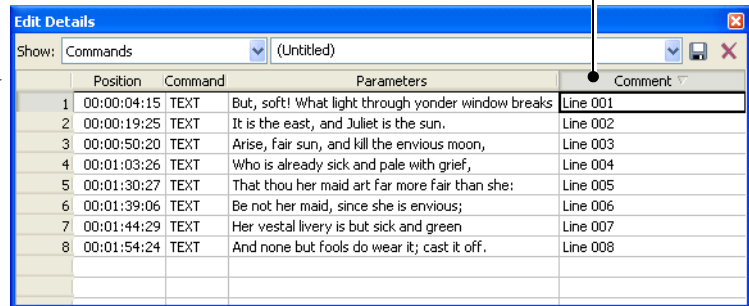 Edit Details
Show: Commands (Untitled)
Position Command Parameters Comment
1 00:00:04:15 TEXT But, soft! What light through yonder window breaks Line 001
2 00:00:19:25 TEXT It is the east, and Juliet is the sun. Line 002
3 00:00:50:20 TEXT Arise, fair sun, and kill the envious moon, Line 003
4 00:01:03:26 TEXT Who is already sick and pale with grief, Line 004
5 00:01:30:27 TEXT That thou her maid art far more fair than she: Line 005
6 00:01:39:06 TEXT Be not her maid, since she is envious; Line 006
7 00:01:44:29 TEXT Her vestal livery is but sick and green Line 007
8 00:01:54:24 TEXT And none but fools do wear it; cast it off. Line 008